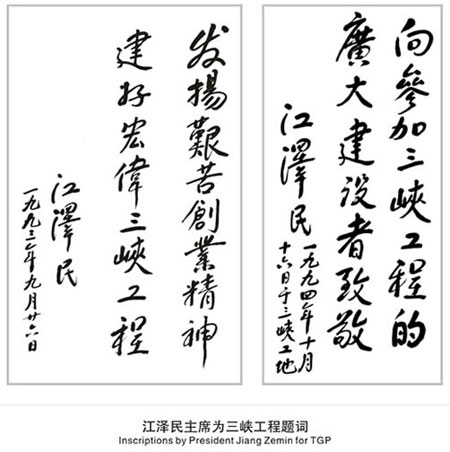 发揚艱苦創業精神
建好宏偉三峽工程
江澤民
一九九三年九月廿六日
向參加三峽工程的
廣大建设者致敬
江澤民
一九九四年十月
十六日于三峽工地
江泽民主席为三峡工程题词
Inscriptions by President Jiang Zemin for TGP